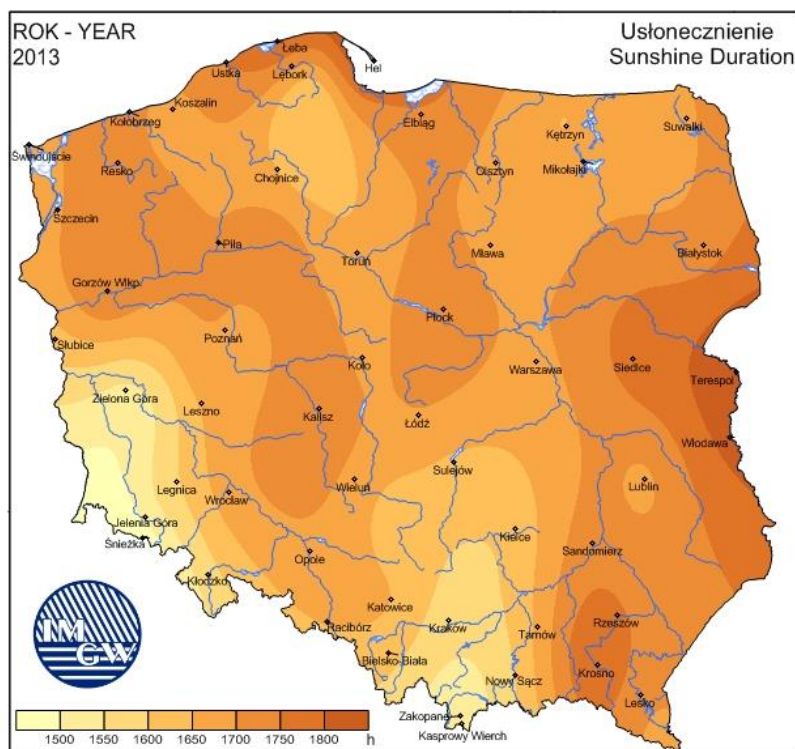 ROK - YEAR
2013
Usłonecznienie
Sunshine Duration
Łeba
Hel
Ustka
Lębork
Koszalin
Kołobrzeg
Elbląg
Kętrzyn
Suwałki
Świnoujście
Resko
Chojnice
Olsztyn
Mikołajki
Szczecin
Piła
Toruń
Mława
Białystok
Gorzów Wlkp.
Płock
Słubice
Poznań
Koło
Warszawa
Siedlce
Terespol
Zielona Góra
Leszno
Kalisz
Łódź
Włodawa
Sulejów
Legnica
Wrocław
Wieluń
Lublin
Jelenia Góra
Śnieżka
Kielce
Sandomierz
Opole
Kłodzko
Katowice
Racibórz
Kraków
Tarnów
Rzeszów
Bielsko-Biała
Nowy Sącz
Krosno
Lesko
Zakopane
Kasprowy Wierch
IM
GW
1500 1550 1600 1650 1700 1750 1800 h